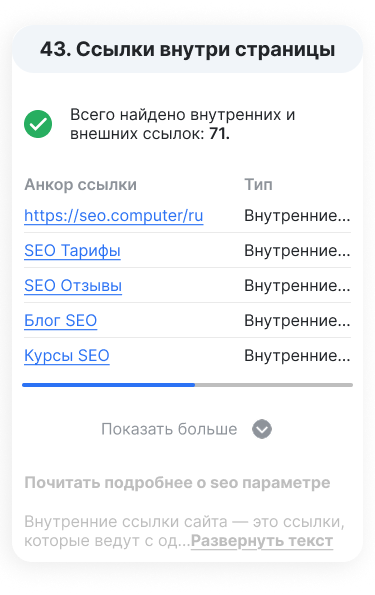 43. Ссылки внутри страницы
Всего найдено внутренних и
внешних ссылок: 71.
Анкор ссылки Тип
https://seo.computer/ru Внутренние...
SEO Тарифы Внутренние...
SEO Отзывы Внутренние...
Блог SEO Внутренние...
Курсы SEO Внутренние...
Показать больше
Почитать подробнее о seo параметре
Внутренние ссылки сайта — это ссылки,
которые ведут с од...Развернуть текст